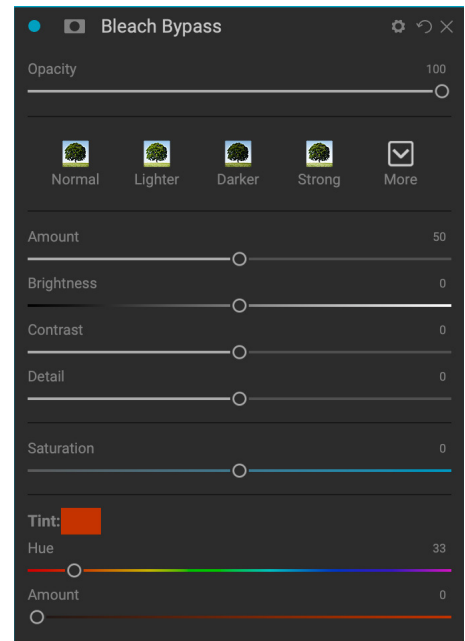 Bleach Bypass
Opacity 100
Normal Lighter Darker Strong More
Amount 50
Brightness 0
Contrast 0
Detail 0
Saturation 0
Tint:
Hue 33
Amount 0